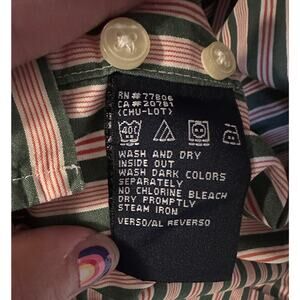 RN#77806
CA#20781
(CHU-LOT)
40C
WASH AND DRY
INSIDE OUT
WASH DARK COLORS
SEPARATELY
NO CHLORINE BLEACH
DRY PROMPTLY
STEAM IRON
VERSO/AL REVERSO